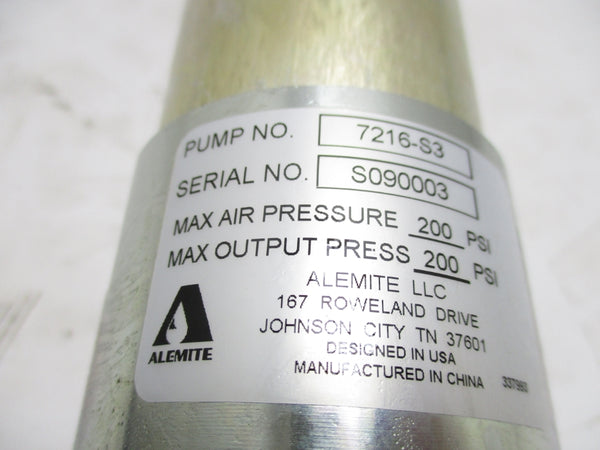 PUMP NO. 7216-S3
SERIAL NO. S090003
MAX AIR PRESSURE 200 PSI
MAX OUTPUT PRESS 200 PSI
ALEMITE LLC
167 ROWELAND DRIVE
JOHNSON CITY TN 37601
DESIGNED IN USA
MANUFACTURED IN CHINA
ALEMITE